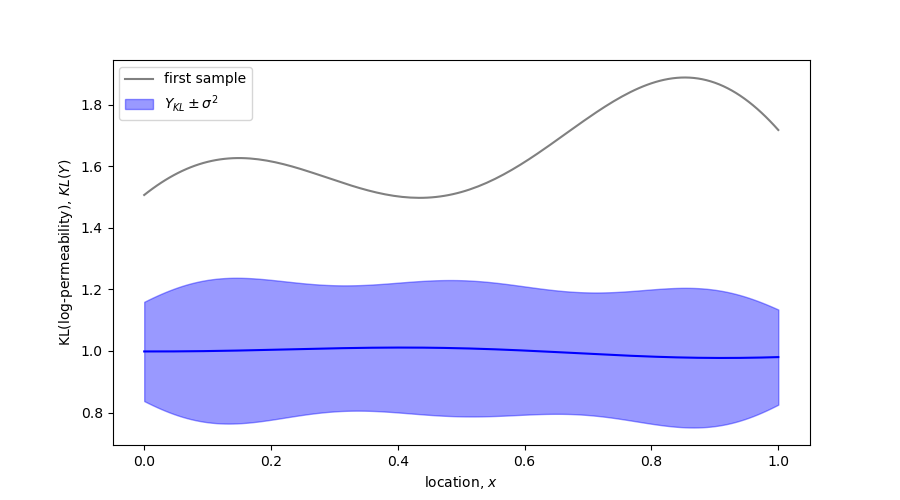 first sample
$Y_{KL} \pm \sigma^2$
KL(log-permeability), KL(Y)
1.8
1.6
1.4
1.2
1.0
0.8
0.0 0.2 0.4 0.6 0.8 1.0
location, x